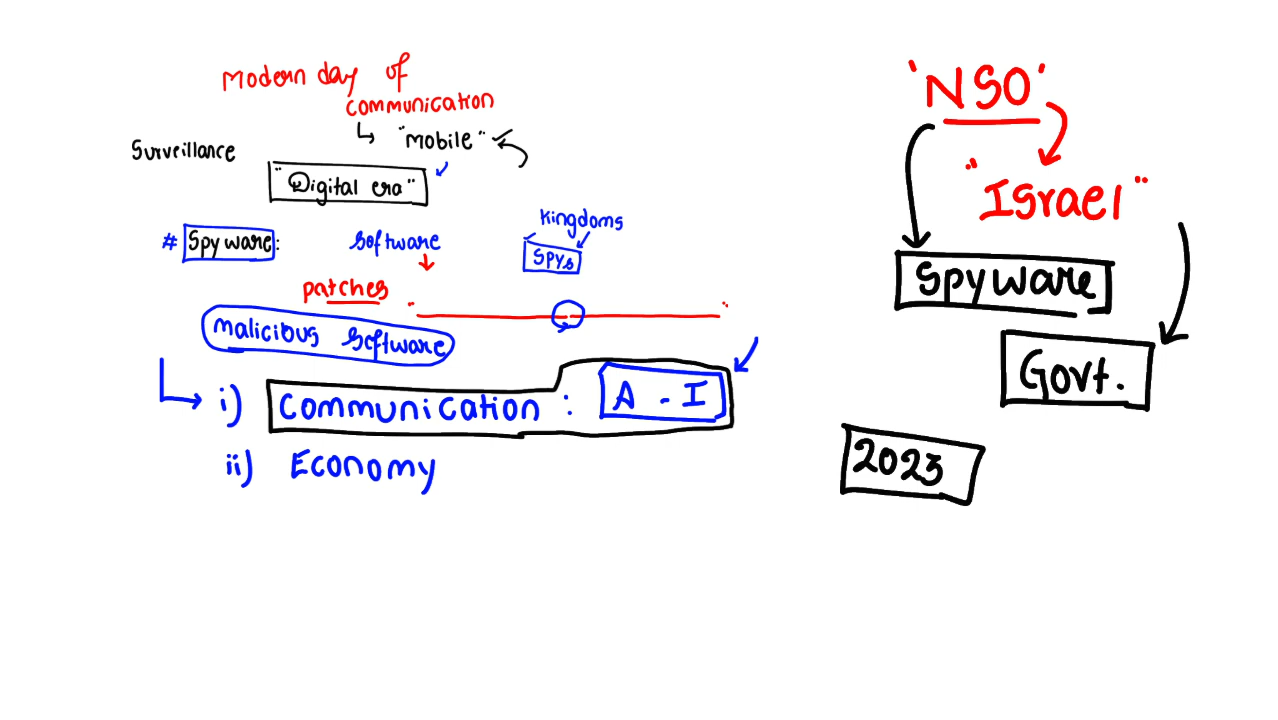 Modern day of
communication
"mobile"
Surveillance
"Digital era"
# Spyware:
software
Kingdoms
SPYs
patches
malicious software
i) communication : A - I
ii) Economy
'NSO'
"Israel"
Spyware
Govt.
2023